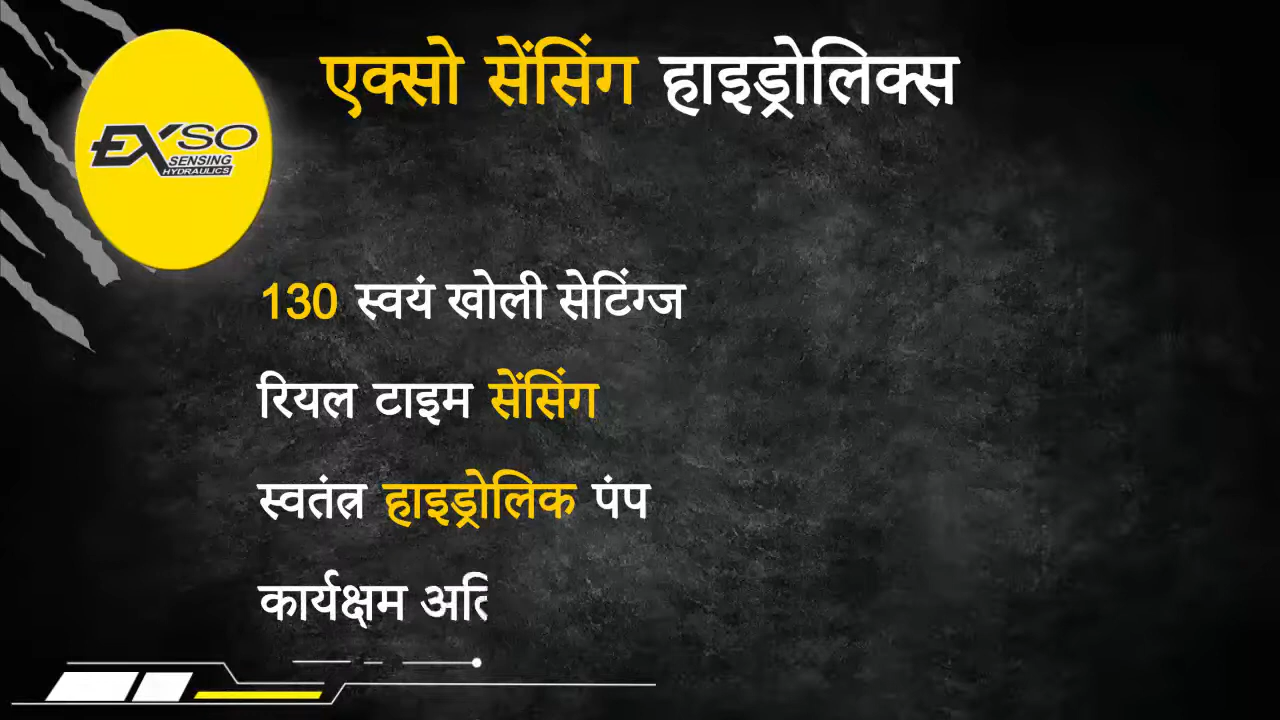 एक्सो सेंसिंग हाइड्रोलिक्स
EXSO
SENSING
HYDRAULICS
130 स्वयं खोली सेटिंग्ज
रियल टाइम सेंसिंग
स्वतंत्र हाइड्रोलिक पंप
कार्यक्षम